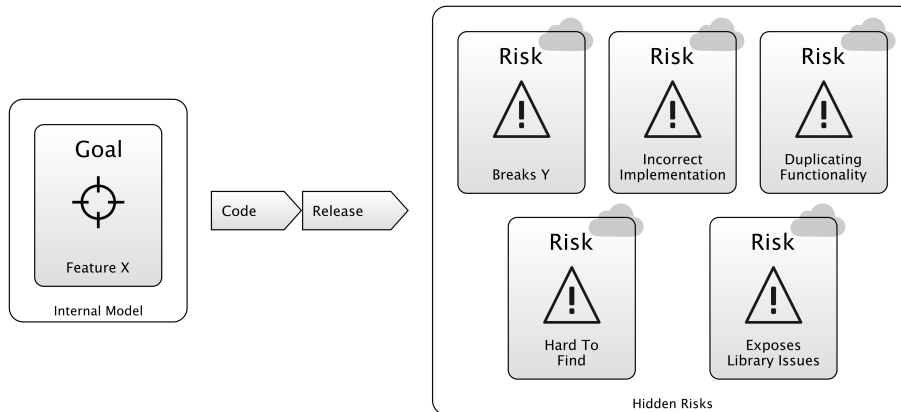 Goal
Feature X
Internal Model
Code
Release
Risk
Breaks Y
Risk
Incorrect
Implementation
Risk
Duplicating
Functionality
Risk
Hard To
Find
Risk
Exposes
Library Issues
Hidden Risks